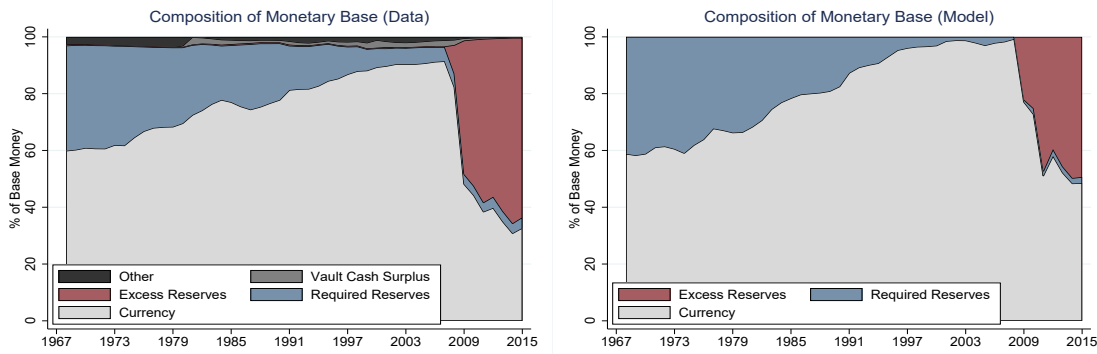 Composition of Monetary Base (Data)
% of Base Money
100
80
60
40
20
0
Other
Vault Cash Surplus
Excess Reserves
Required Reserves
Currency
1967 1973 1979 1985 1991 1997 2003 2009 2015
Composition of Monetary Base (Model)
% of Base Money
100
80
60
40
20
0
Excess Reserves
Required Reserves
Currency
1967 1973 1979 1985 1991 1997 2003 2009 2015